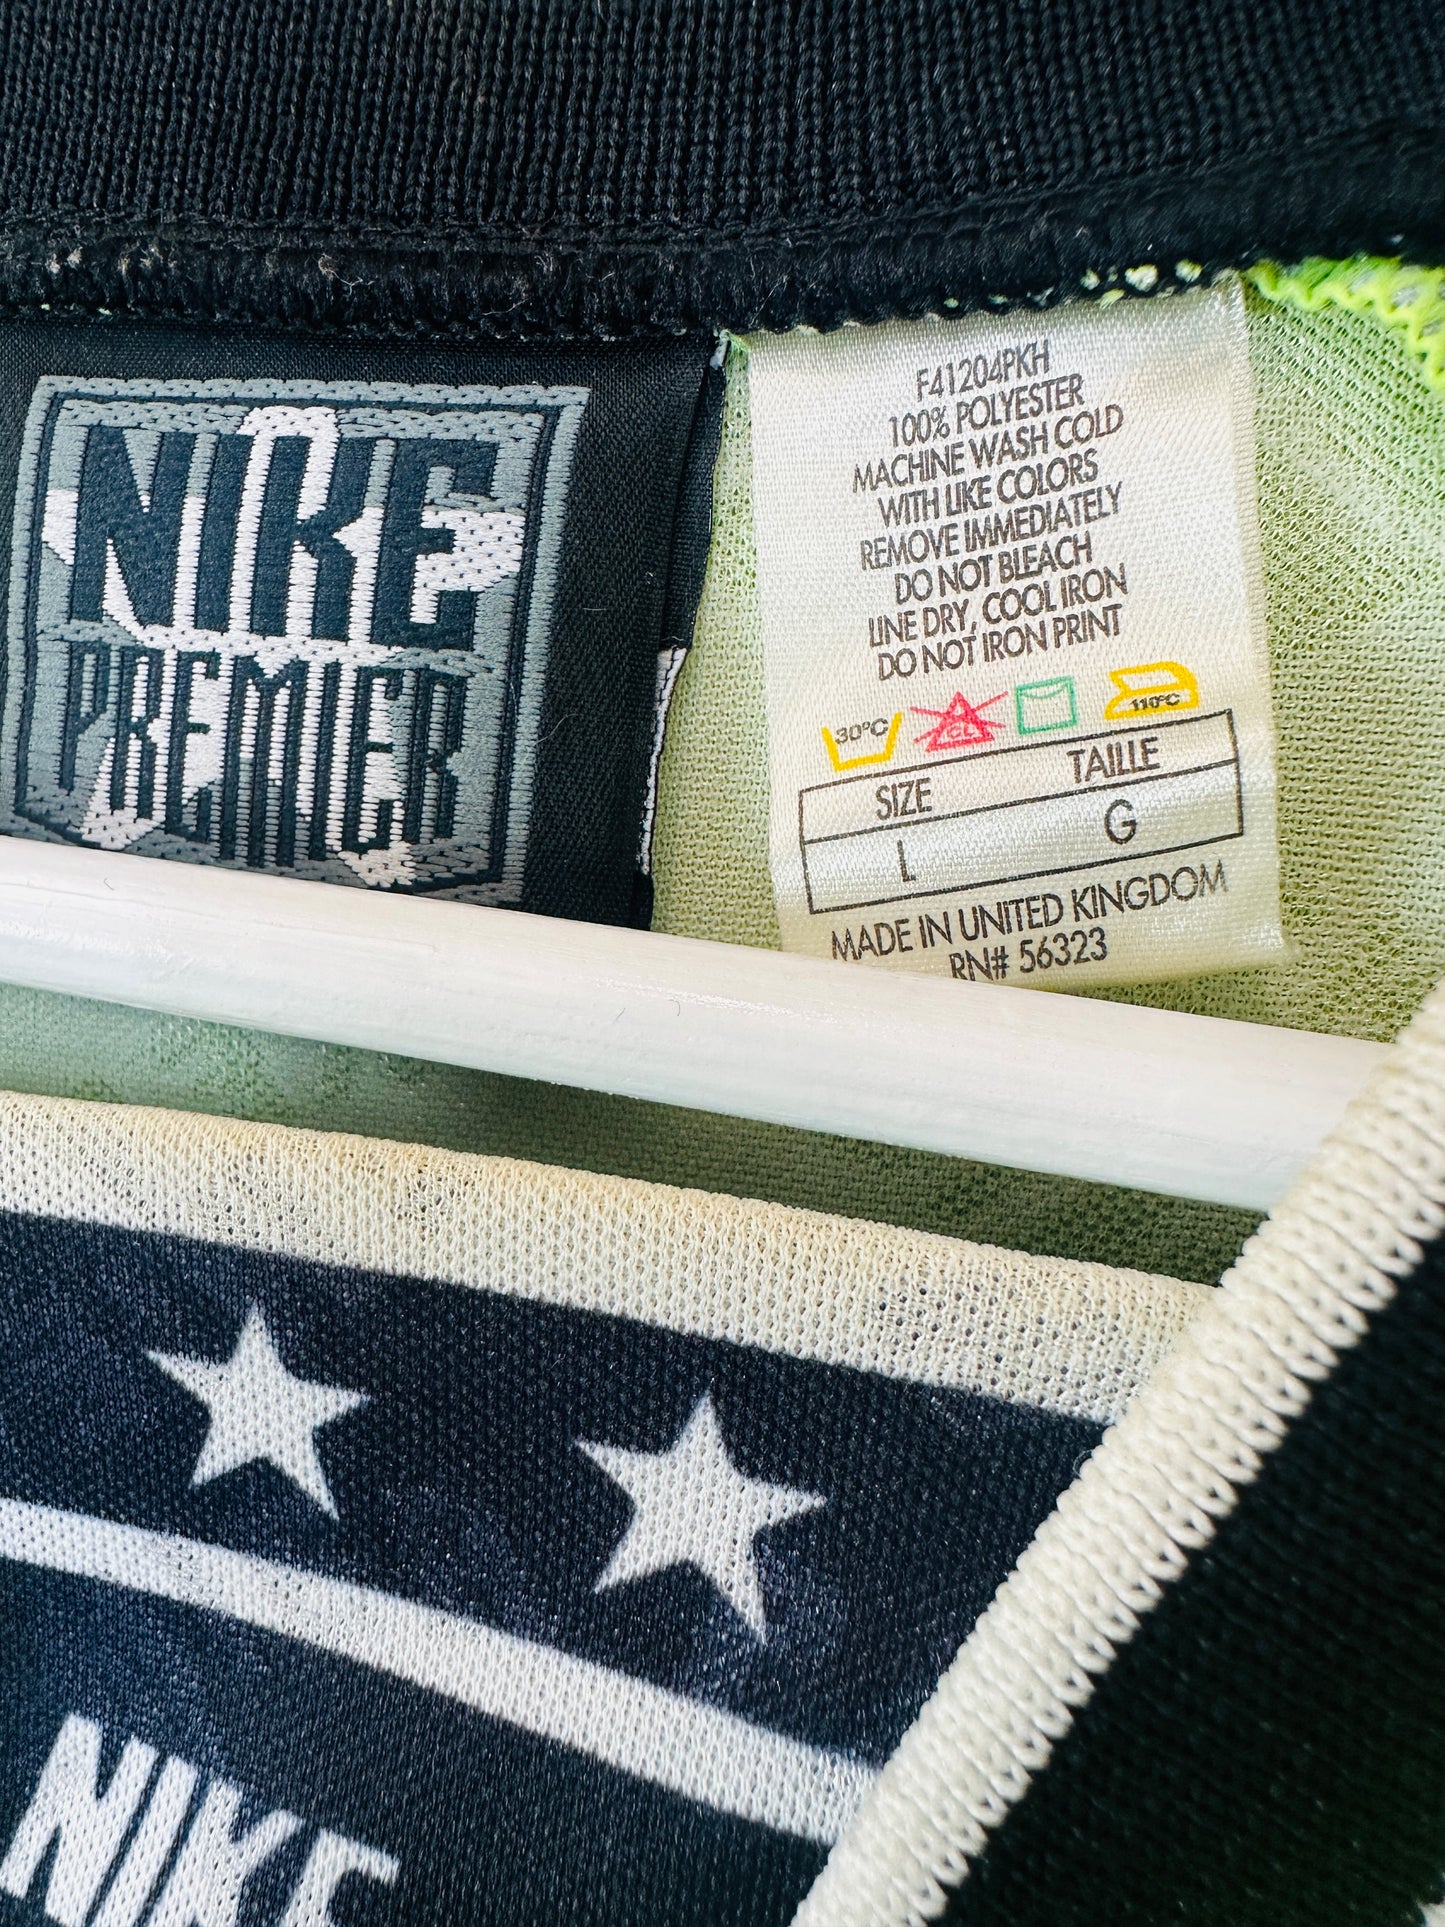 NIKE
PREMIER
F41204PKH
100% POLYESTER
MACHINE WASH COLD
WITH LIKE COLORS
REMOVE IMMEDIATELY
DO NOT BLEACH
LINE DRY, COOL IRON
DO NOT IRON PRINT
30°C CL 110°C
SIZE TAILLE
L G
MADE IN UNITED KINGDOM
RN# 56323
NIKE